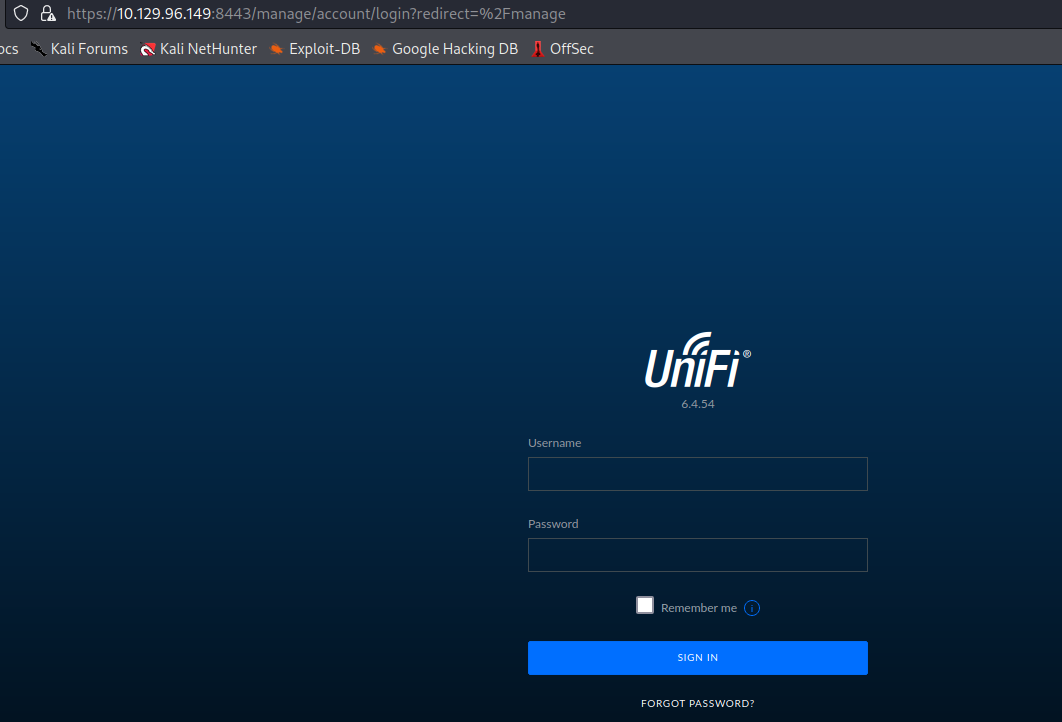 https://10.129.96.149:8443/manage/account/login?redirect=%2Fmanage
ocs Kali Forums Kali NetHunter Exploit-DB Google Hacking DB OffSec
UniFi®
6.4.54
Username
Password
Remember me i
SIGN IN
FORGOT PASSWORD?